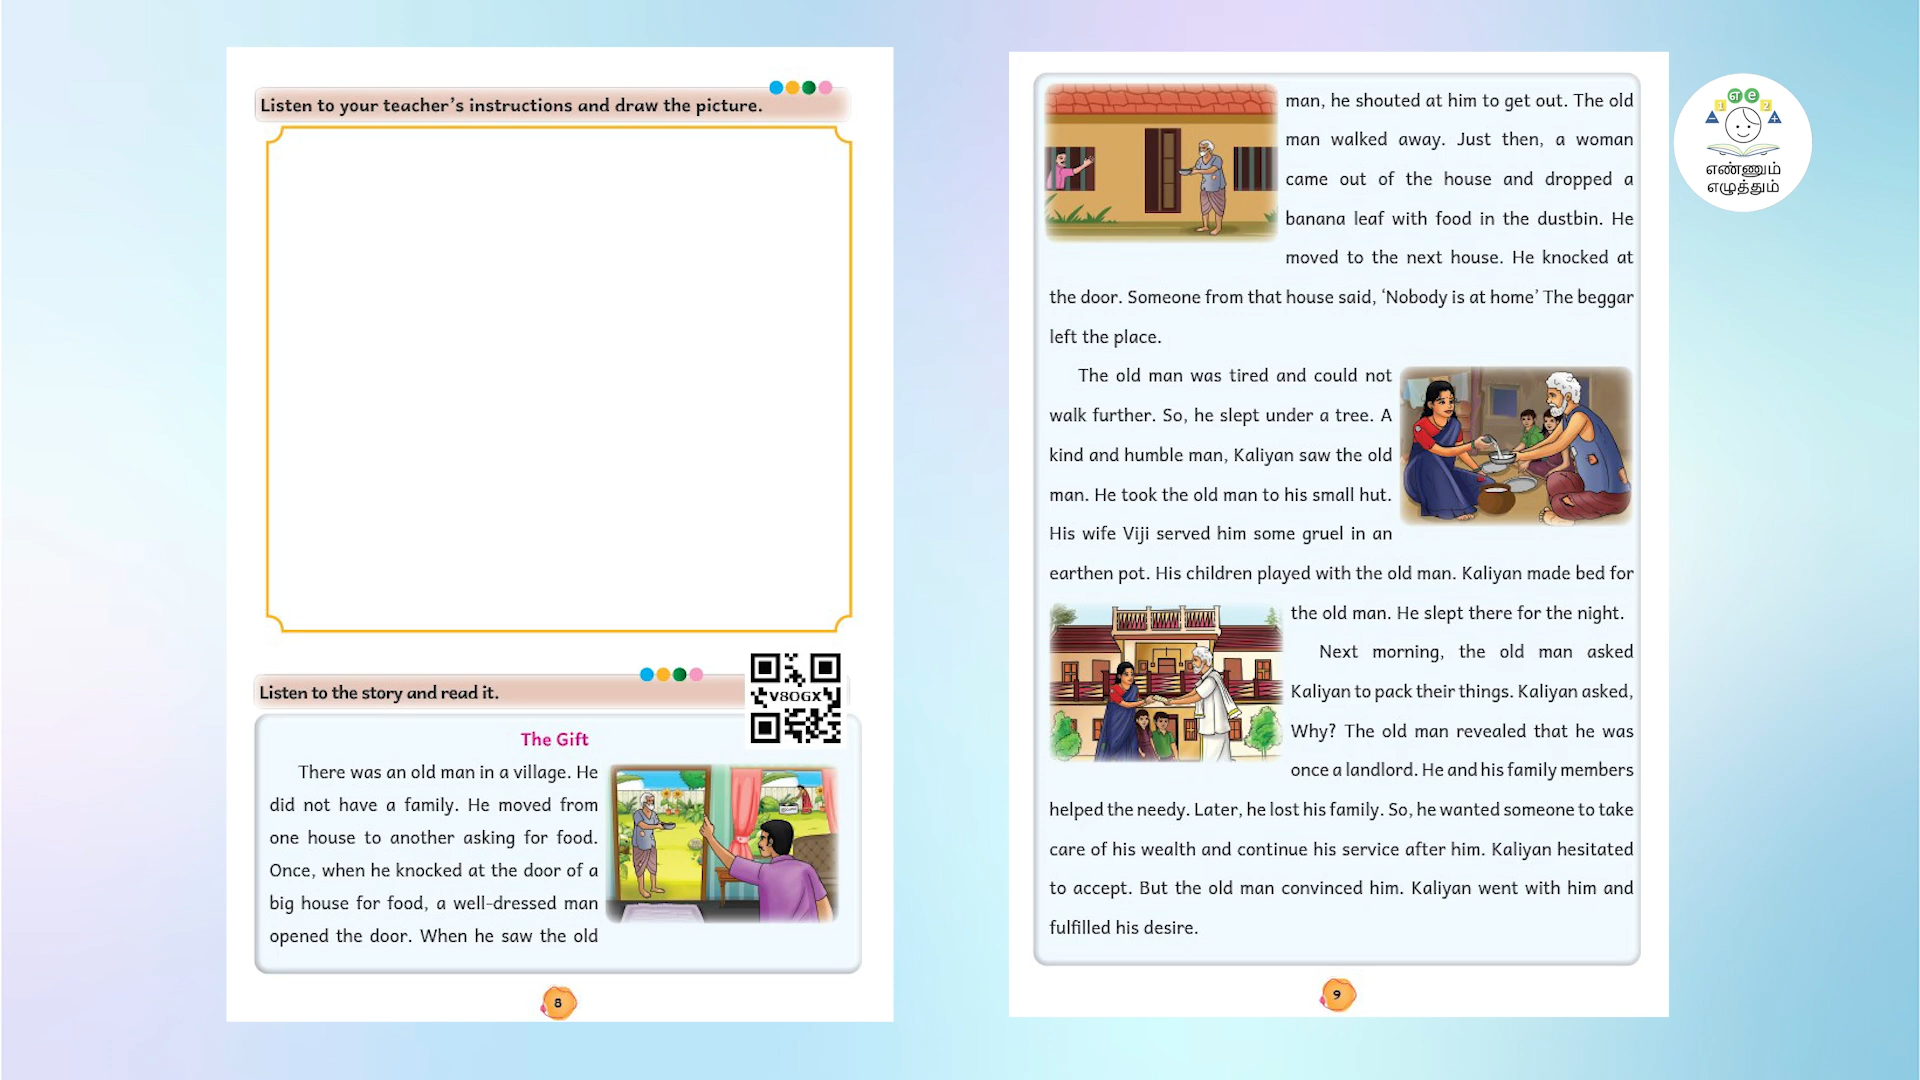 Listen to your teacher's instructions and draw the picture.
Listen to the story and read it.
V8OGX
The Gift
There was an old man in a village. He
did not have a family. He moved from
one house to another asking for food.
Once, when he knocked at the door of a
big house for food, a well-dressed man
opened the door. When he saw the old
8
man, he shouted at him to get out. The old
man walked away. Just then, a woman
came out of the house and dropped a
banana leaf with food in the dustbin. He
moved to the next house. He knocked at
the door. Someone from that house said, 'Nobody is at home' The beggar
left the place.
The old man was tired and could not
walk further. So, he slept under a tree. A
kind and humble man, Kaliyan saw the old
man. He took the old man to his small hut.
His wife Viji served him some gruel in an
earthen pot. His children played with the old man. Kaliyan made bed for
the old man. He slept there for the night.
Next morning, the old man asked
Kaliyan to pack their things. Kaliyan asked,
Why? The old man revealed that he was
once a landlord. He and his family members
helped the needy. Later, he lost his family. So, he wanted someone to take
care of his wealth and continue his service after him. Kaliyan hesitated
to accept. But the old man convinced him. Kaliyan went with him and
fulfilled his desire.
9
1 எ e 2
எண்ணும்
எழுத்தும்